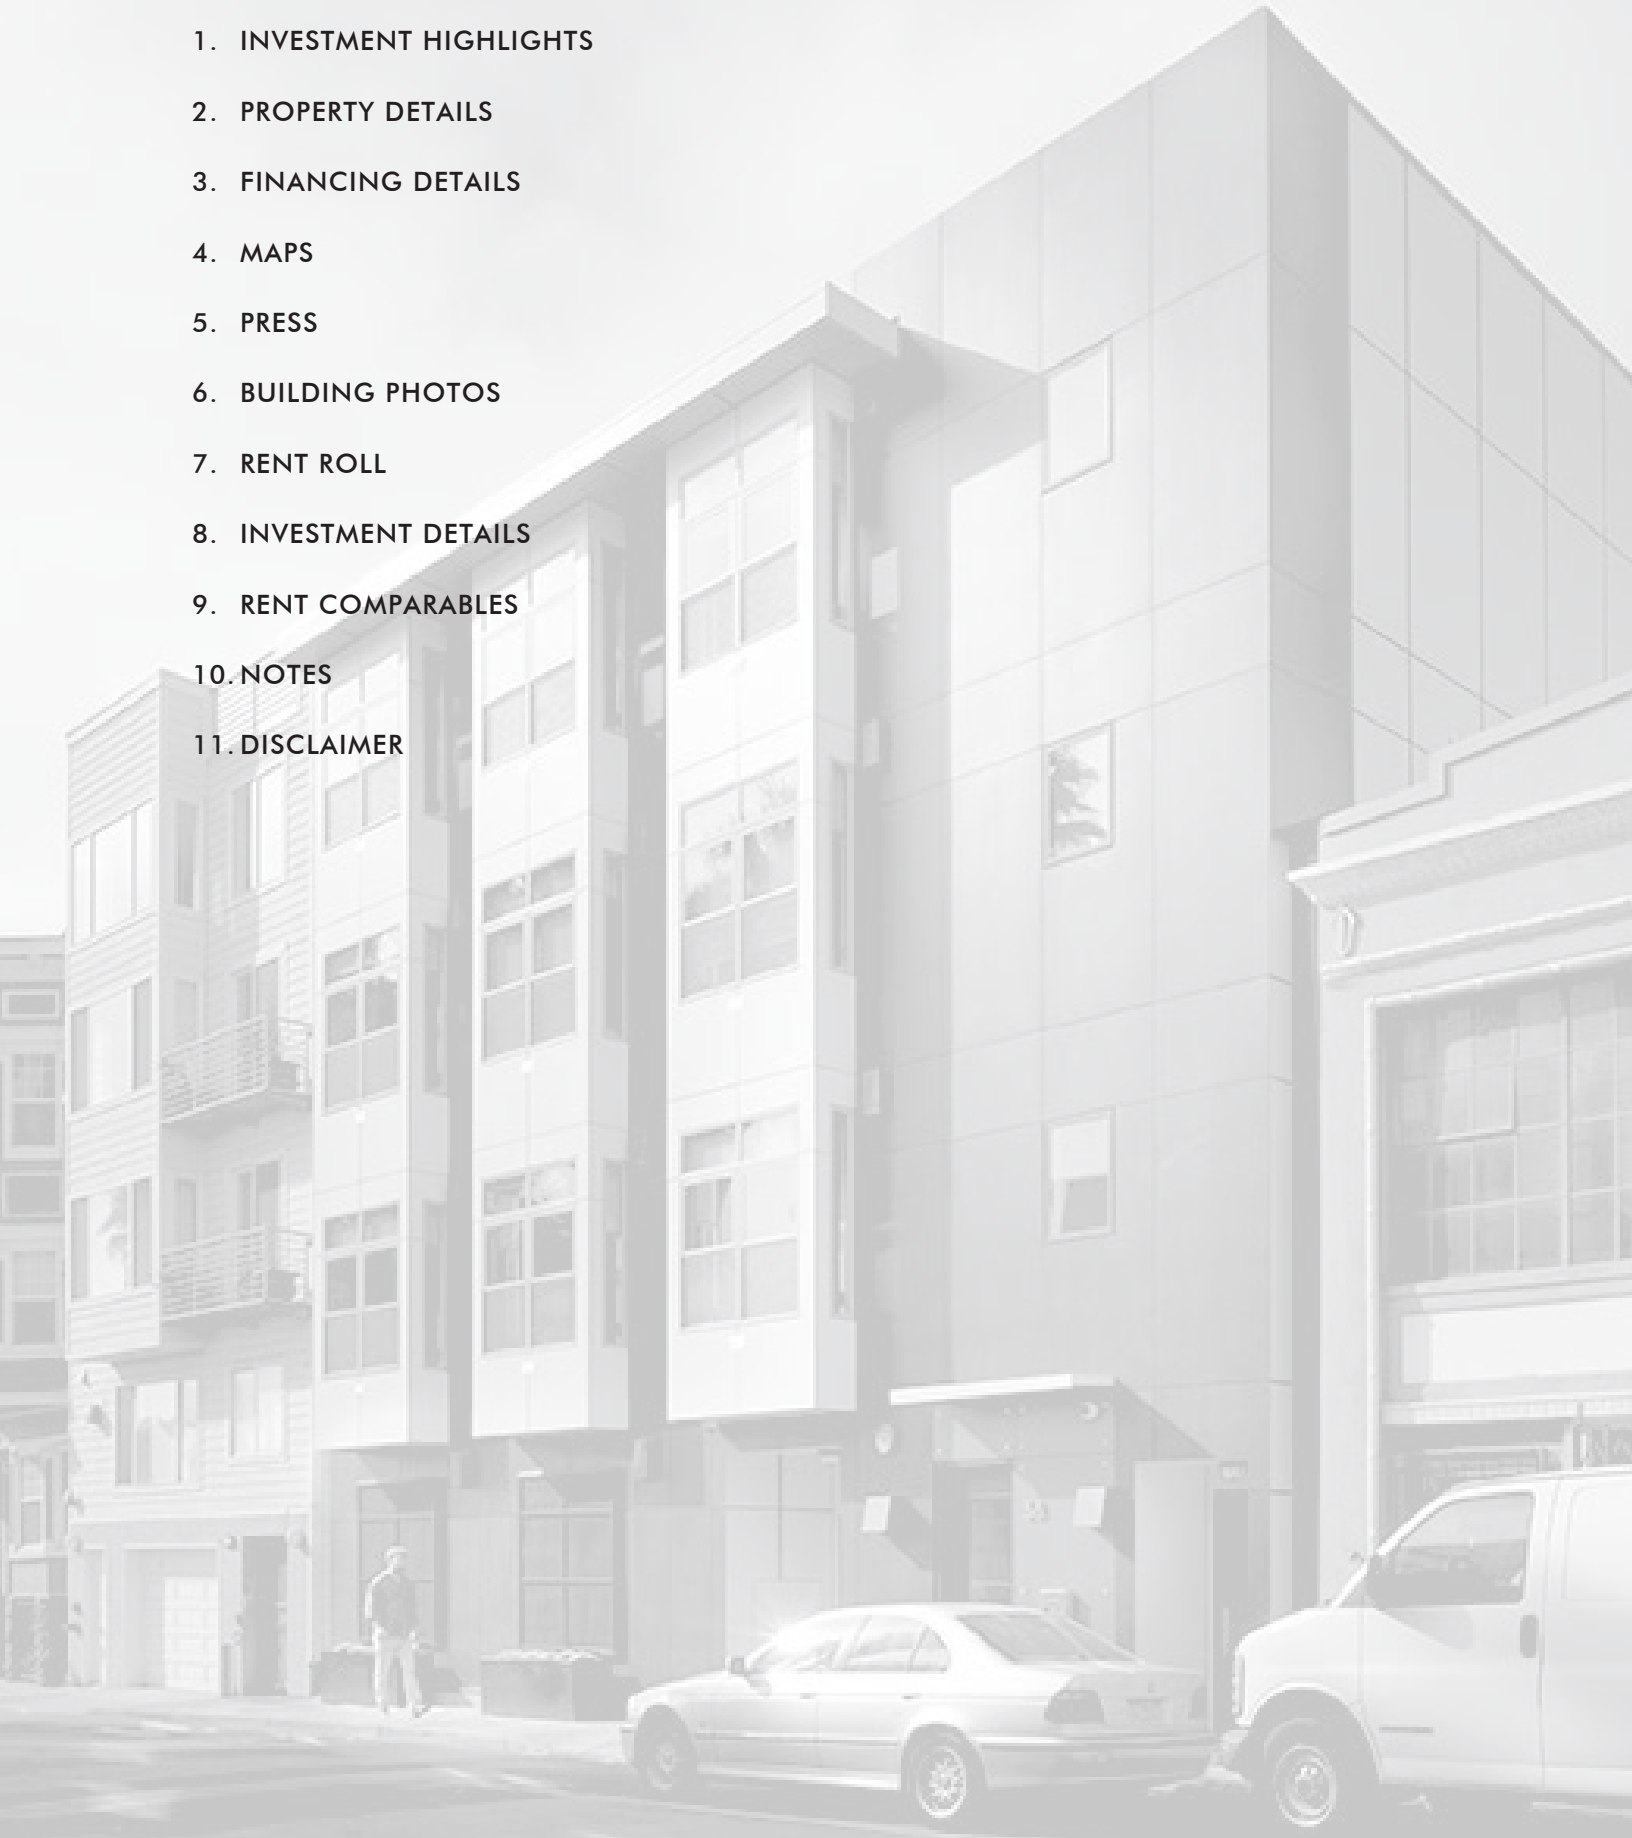 1. INVESTMENT HIGHLIGHTS
2. PROPERTY DETAILS
3. FINANCING DETAILS
4. MAPS
5. PRESS
6. BUILDING PHOTOS
7. RENT ROLL
8. INVESTMENT DETAILS
9. RENT COMPARABLES
10. NOTES
11. DISCLAIMER